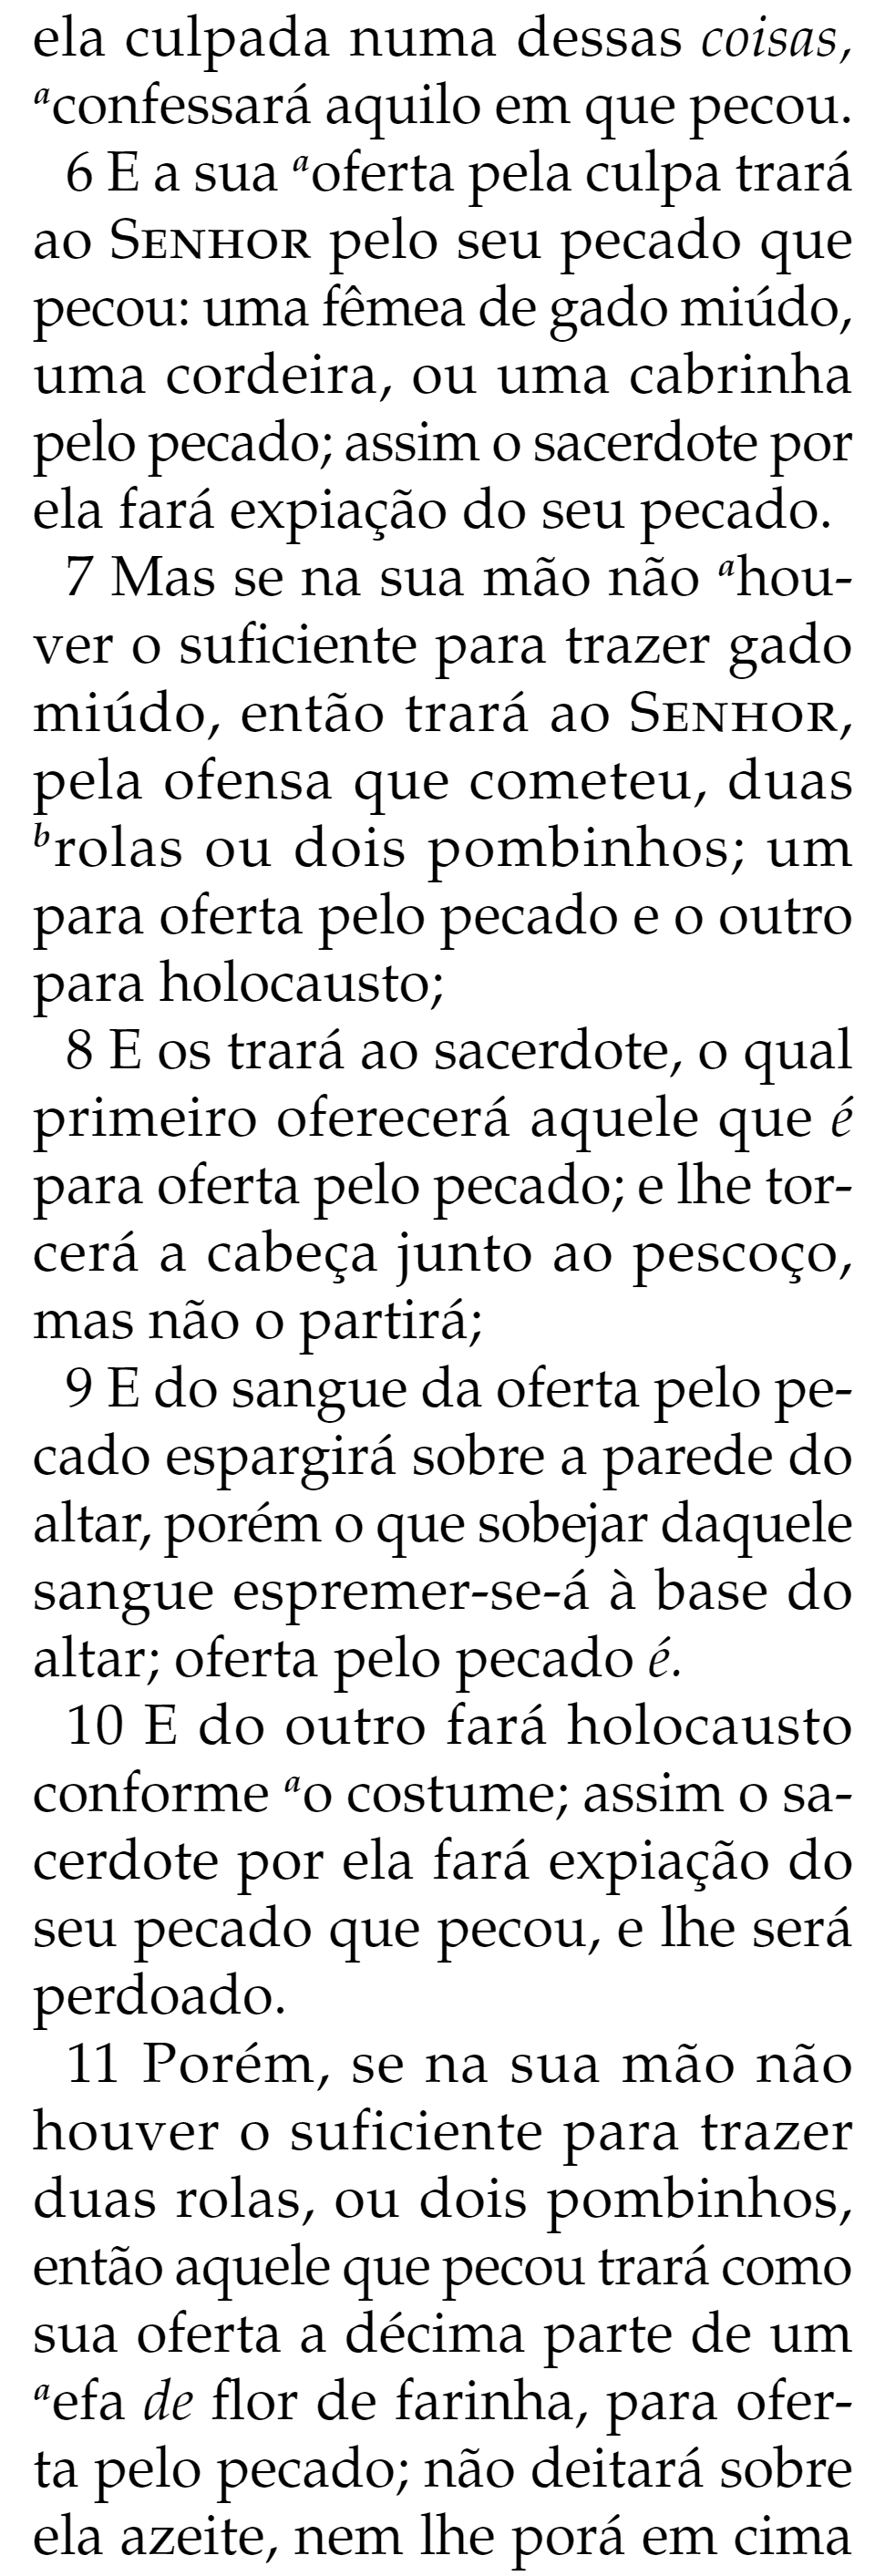 ela culpada numa dessas coisas,
ᵃconfessará aquilo em que pecou.
6 E a sua ᵃoferta pela culpa trará
ao SENHOR pelo seu pecado que
pecou: uma fêmea de gado miúdo,
uma cordeira, ou uma cabrinha
pelo pecado; assim o sacerdote por
ela fará expiação do seu pecado.
7 Mas se na sua mão não ᵃhou-
ver o suficiente para trazer gado
miúdo, então trará ao SENHOR,
pela ofensa que cometeu, duas
ᵇrolas ou dois pombinhos; um
para oferta pelo pecado e o outro
para holocausto;
8 E os trará ao sacerdote, o qual
primeiro oferecerá aquele que é
para oferta pelo pecado; e lhe tor-
cerá a cabeça junto ao pescoço,
mas não o partirá;
9 E do sangue da oferta pelo pe-
cado espargirá sobre a parede do
altar, porém o que sobejar daquele
sangue espremer-se-á à base do
altar; oferta pelo pecado é.
10 E do outro fará holocausto
conforme ᵃo costume; assim o sa-
cerdote por ela fará expiação do
seu pecado que pecou, e lhe será
perdoado.
11 Porém, se na sua mão não
houver o suficiente para trazer
duas rolas, ou dois pombinhos,
então aquele que pecou trará como
sua oferta a décima parte de um
ᵃefa de flor de farinha, para ofer-
ta pelo pecado; não deitará sobre
ela azeite, nem lhe porá em cima